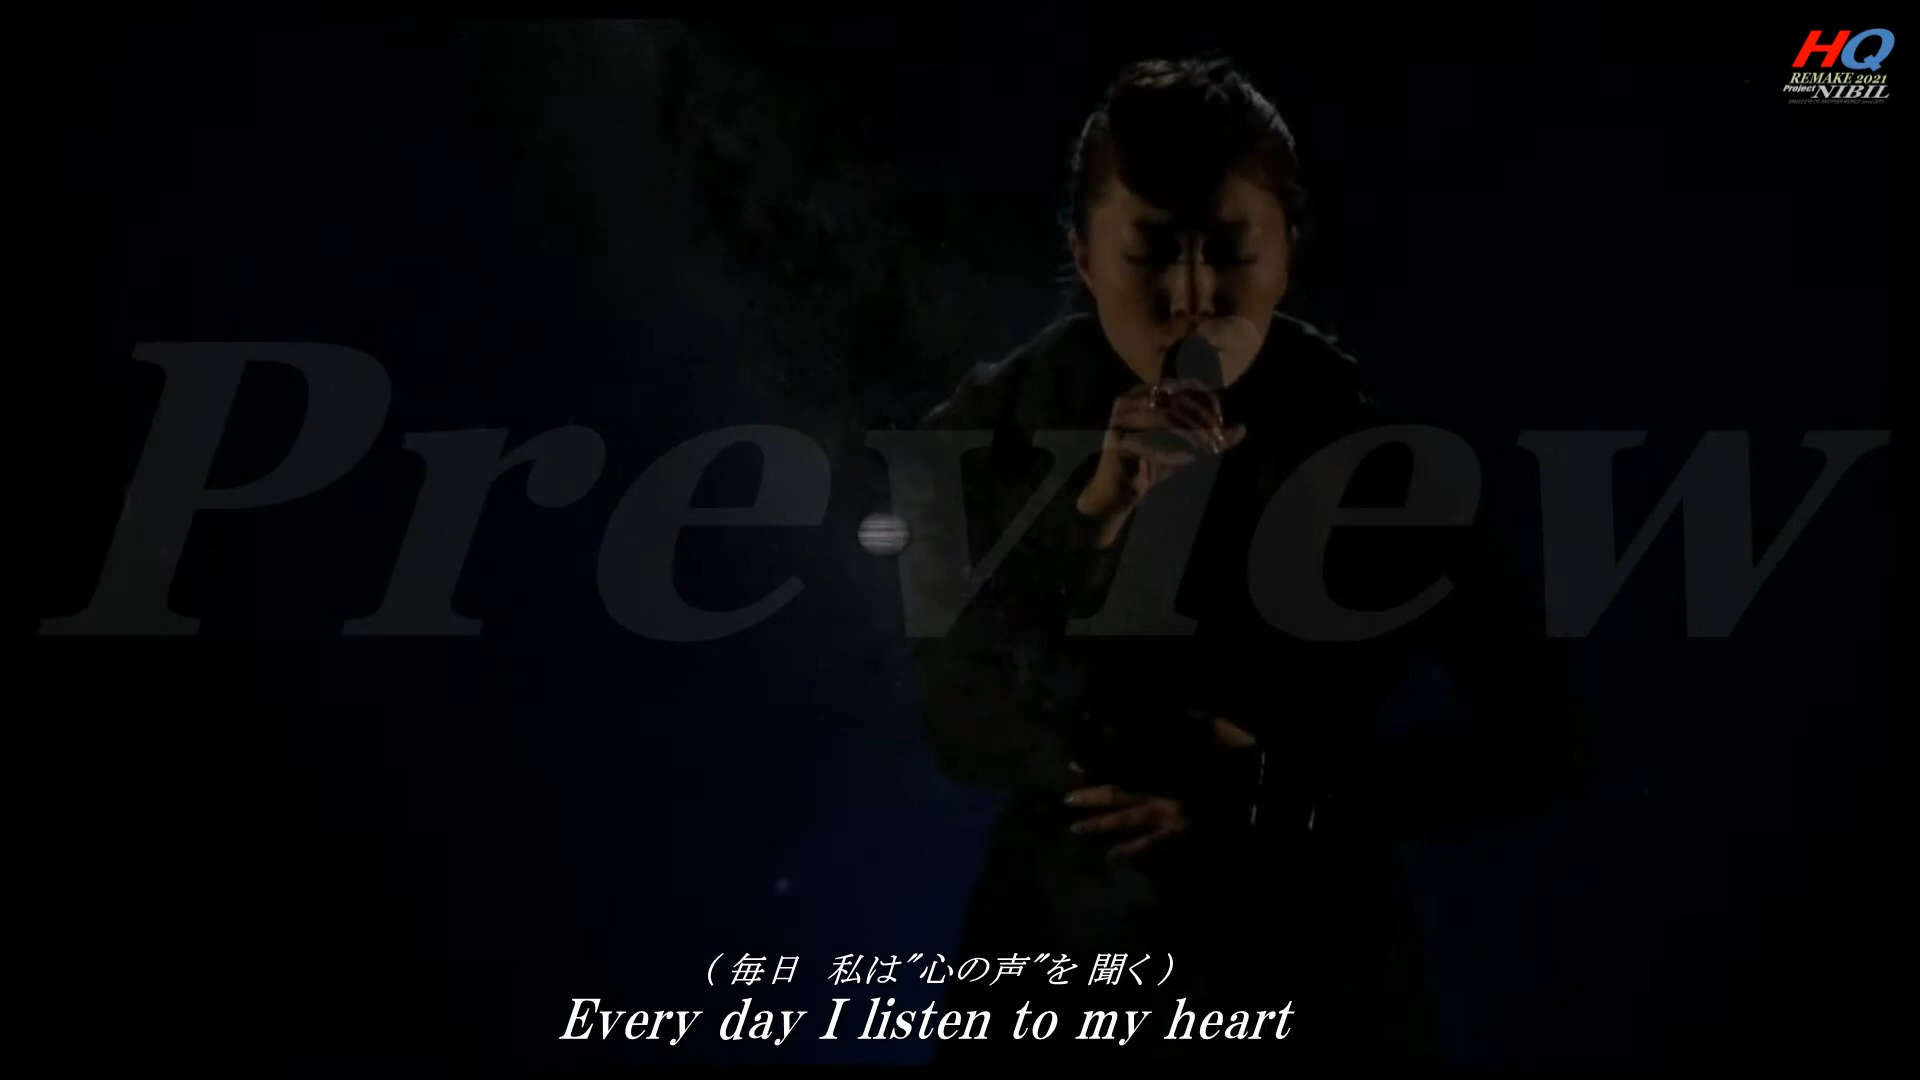 HQ
REMAKE 2021
Project NIBIL
Preview
(毎日 私は"心の声"を 聞く)
Every day I listen to my heart